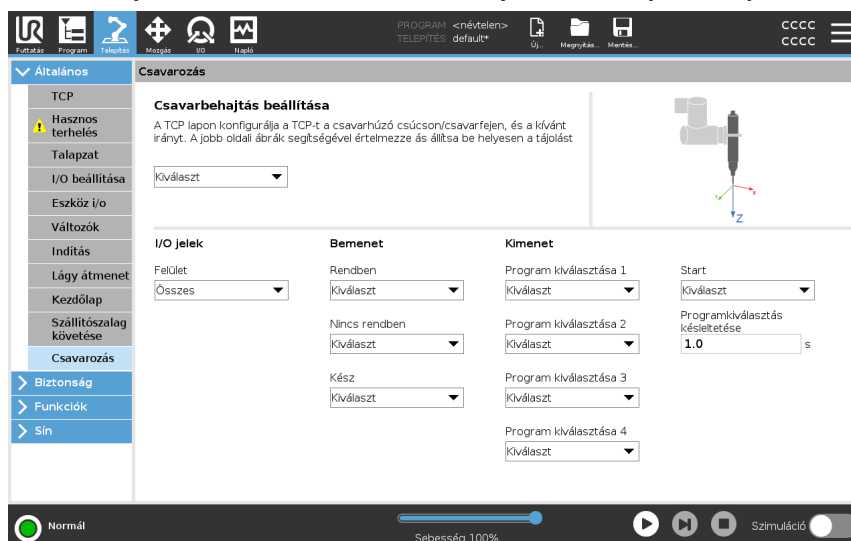 PROGRAM <névtelen>
TELEPÍTÉS default*
cccc
cccc
Futtatás Program Telepítés Mozgás I/O Napló Új... Megnyitás... Mentés...
Általános
Csavarozás
TCP
Hasznos
terhelés
Talapzat
I/O beállítása
Eszköz i/o
Változók
Indítás
Lágy átmenet
Kezdőlap
Szállítószalag
követése
Csavarozás
Biztonság
Funkciók
Sín
Csavarbehajtás beállítása
A TCP lapon konfigurálja a TCP-t a csavarhúzó csúcson/csavarfejen, és a kívánt
irányt. A jobb oldali ábrák segítségével értelmezze ás állítsa be helyesen a tájolást
Kiválaszt
Y
X
Z
I/O jelek
Felület
Összes
Bemenet
Rendben
Kiválaszt
Nincs rendben
Kiválaszt
Kész
Kiválaszt
Kimenet
Program kiválasztása 1
Kiválaszt
Program kiválasztása 2
Kiválaszt
Program kiválasztása 3
Kiválaszt
Program kiválasztása 4
Kiválaszt
Start
Kiválaszt
Programkiválasztás
késleltetése
1.0 s
Normál
Sebesség 100%
Szimuláció